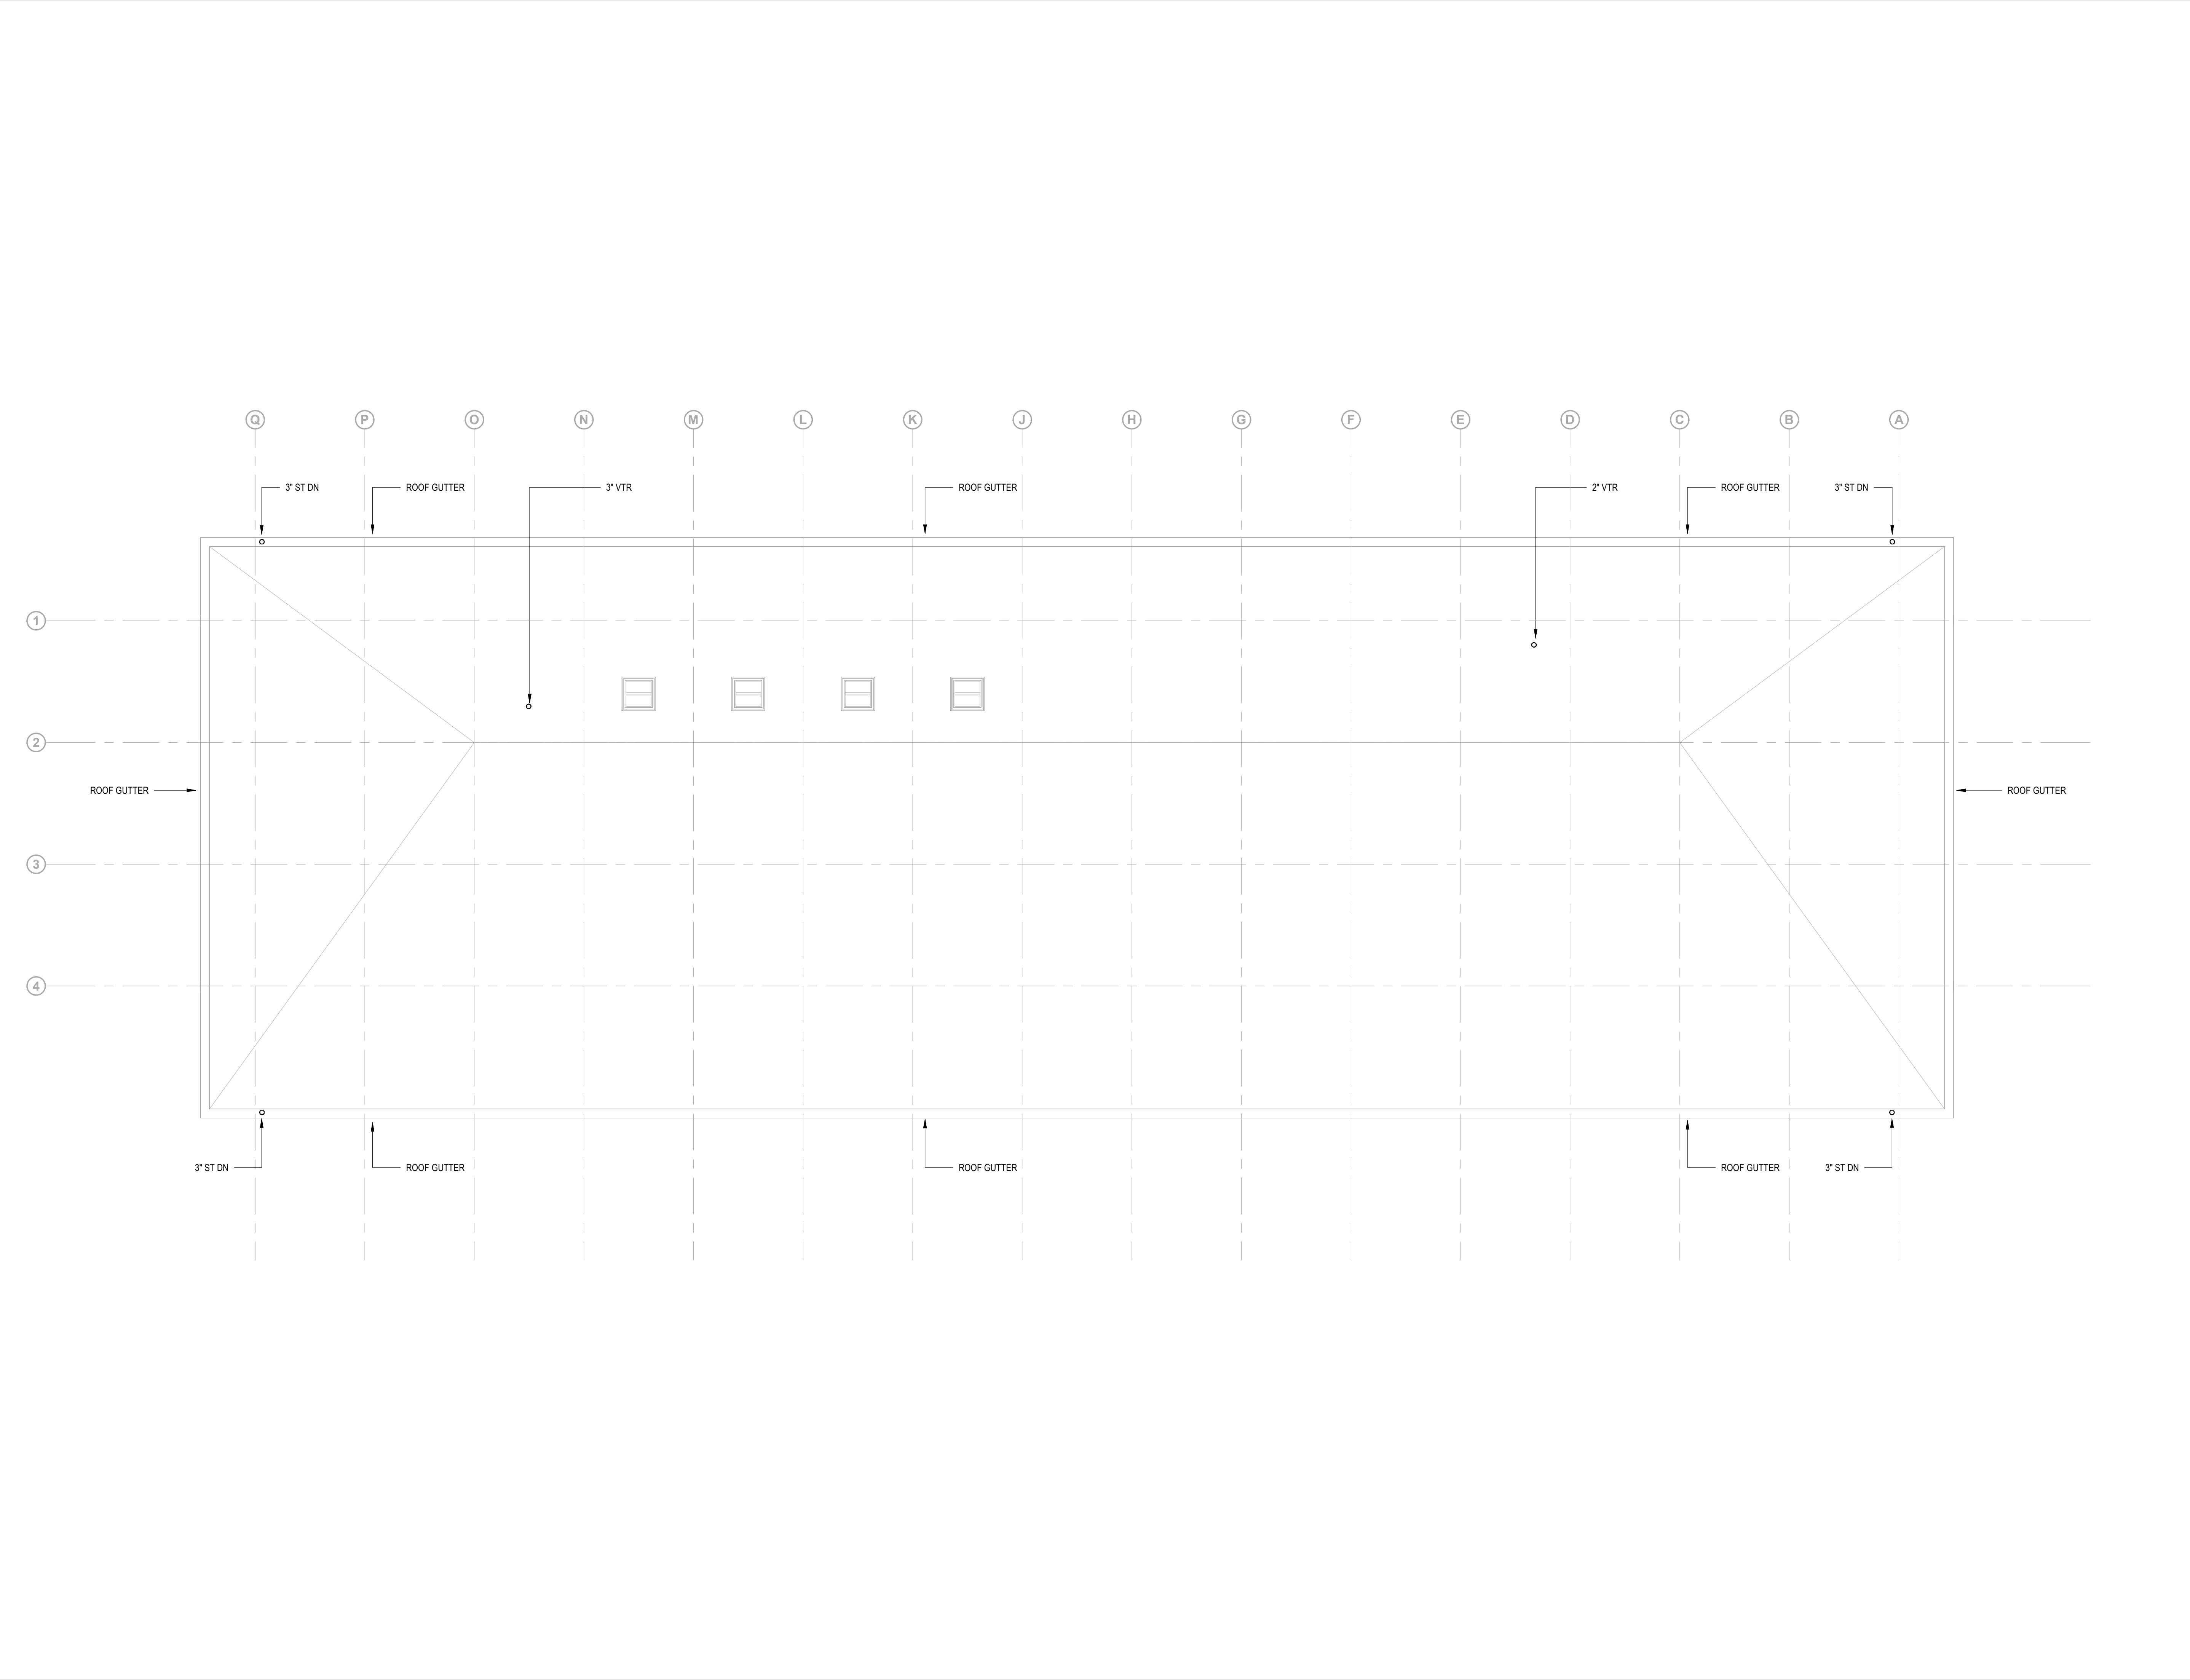 Q P O N M L K J H G F E D C B A
3" ST DN ROOF GUTTER 3" VTR ROOF GUTTER 2" VTR ROOF GUTTER 3" ST DN
1
2
ROOF GUTTER ROOF GUTTER
3
4
3" ST DN ROOF GUTTER ROOF GUTTER ROOF GUTTER 3" ST DN